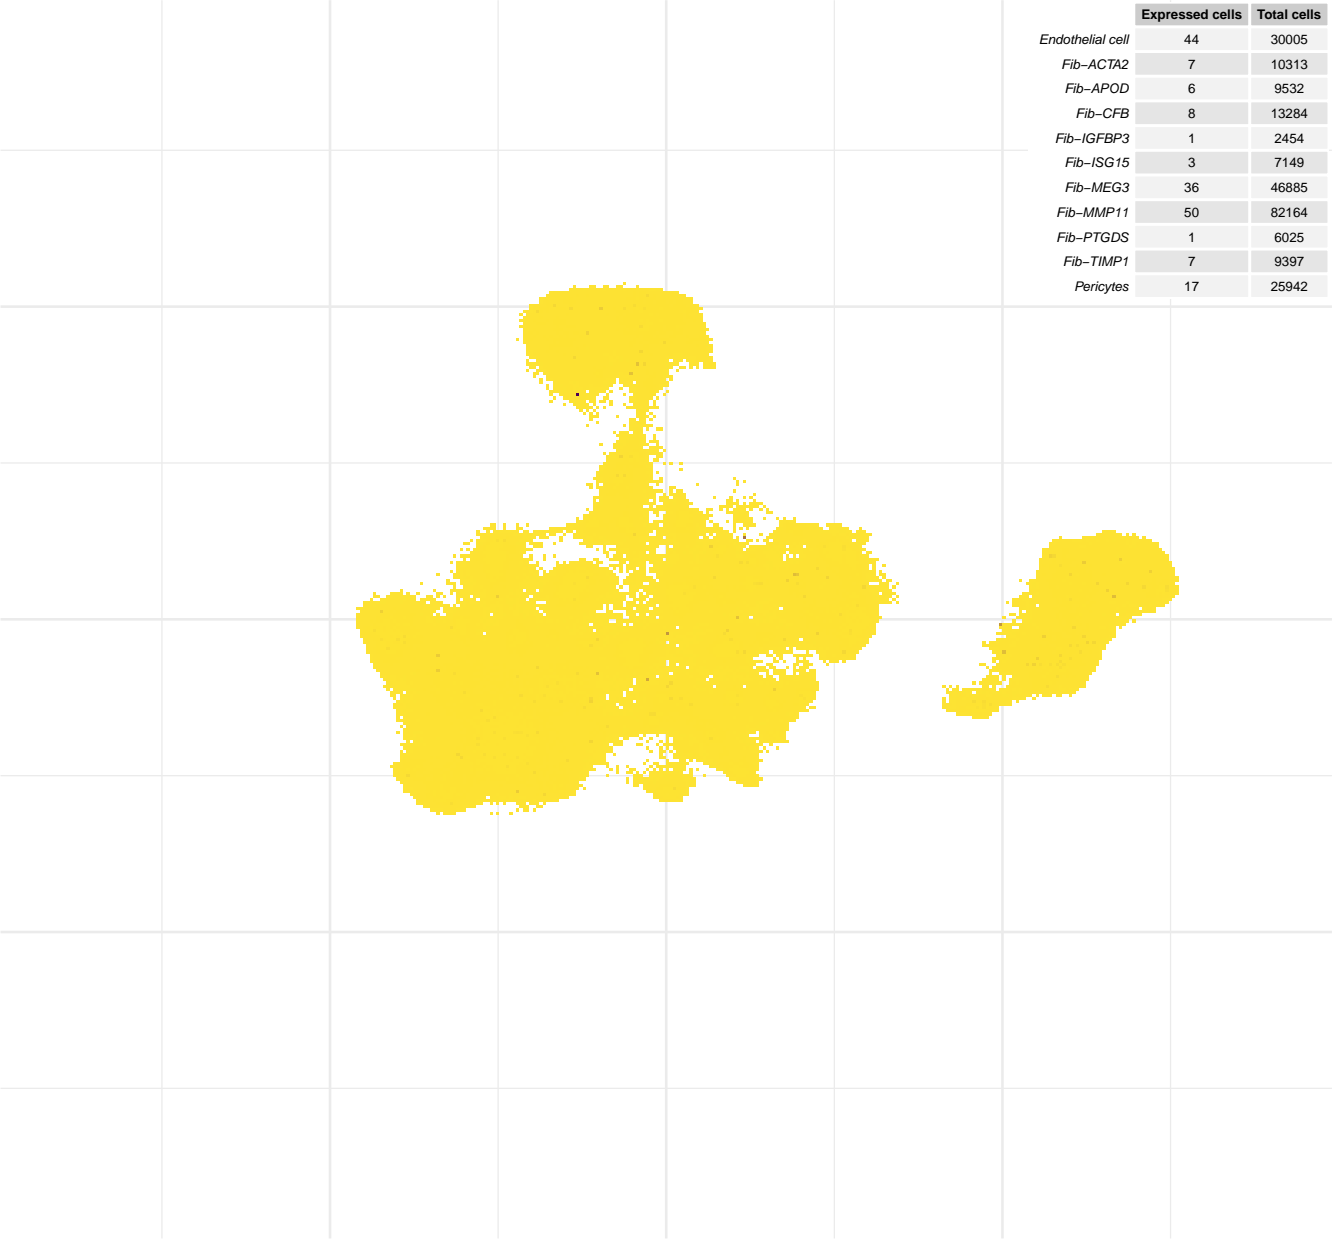 Expressed cells Total cells
Endothelial cell 44 30005
Fib−ACTA2 7 10313
Fib−APOD 6 9532
Fib−CFB 8 13284
Fib−IGFBP3 1 2454
Fib−ISG15 3 7149
Fib−MEG3 36 46885
Fib−MMP11 50 82164
Fib−PTGDS 1 6025
Fib−TIMP1 7 9397
Pericytes 17 25942